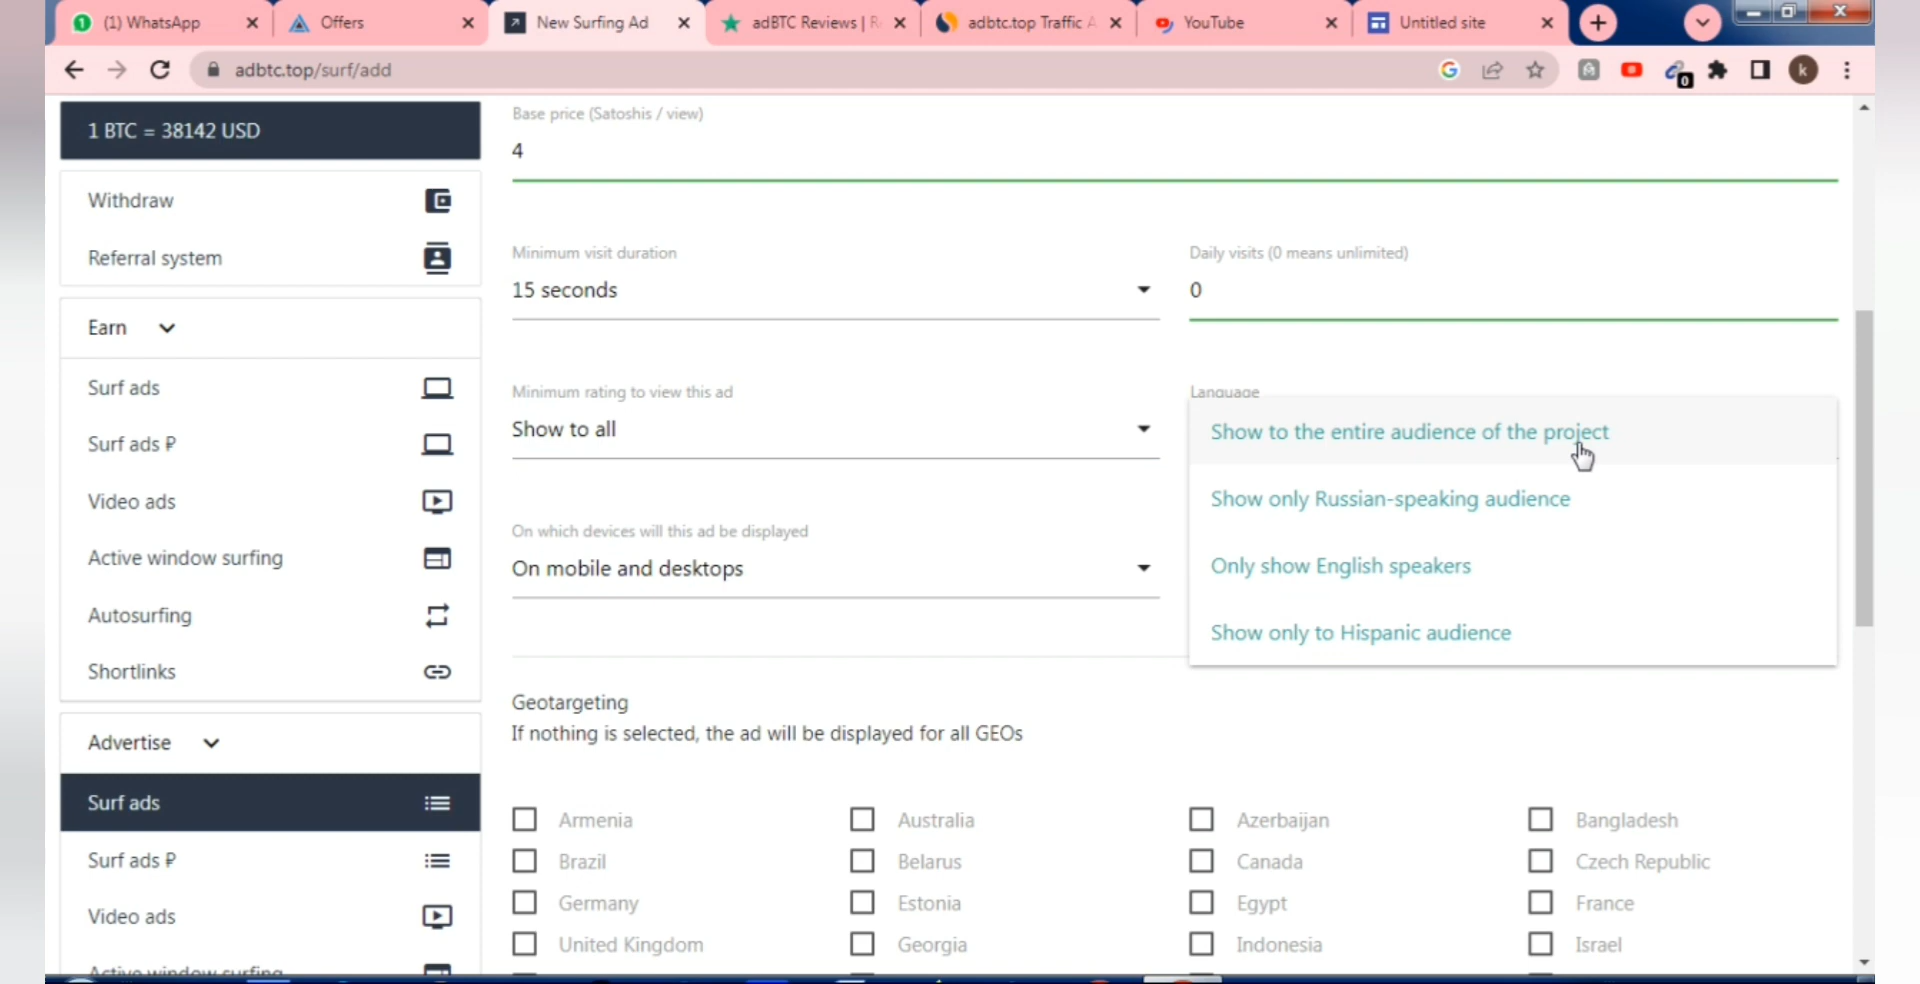 1
(1) WhatsApp
Offers
New Surfing Ad
adBTC Reviews | R
adbtc.top Traffic A
YouTube
Untitled site
adbtc.top/surf/add
0
k
1 BTC = 38142 USD
Withdraw
Referral system
Earn
Surf ads
Surf ads ₽
Video ads
Active window surfing
Autosurfing
Shortlinks
Advertise
Surf ads
Surf ads ₽
Video ads
Active window surfing
Base price (Satoshis / view)
4
Minimum visit duration
15 seconds
Daily visits (0 means unlimited)
0
Minimum rating to view this ad
Show to all
Language
Show to the entire audience of the project
Show only Russian-speaking audience
Only show English speakers
Show only to Hispanic audience
On which devices will this ad be displayed
On mobile and desktops
Geotargeting
If nothing is selected, the ad will be displayed for all GEOs
Armenia Australia Azerbaijan Bangladesh
Brazil Belarus Canada Czech Republic
Germany Estonia Egypt France
United Kingdom Georgia Indonesia Israel